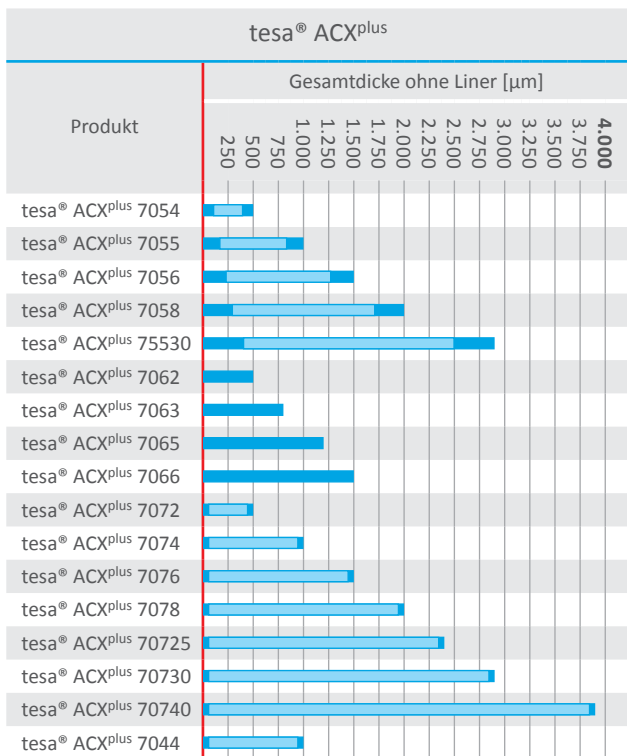 tesa® ACXplus
Gesamtdicke ohne Liner [µm]
Produkt
250
500
750
1.000
1.250
1.500
1.750
2.000
2.250
2.500
2.750
3.000
3.250
3.500
3.750
4.000
tesa® ACXplus 7054
tesa® ACXplus 7055
tesa® ACXplus 7056
tesa® ACXplus 7058
tesa® ACXplus 75530
tesa® ACXplus 7062
tesa® ACXplus 7063
tesa® ACXplus 7065
tesa® ACXplus 7066
tesa® ACXplus 7072
tesa® ACXplus 7074
tesa® ACXplus 7076
tesa® ACXplus 7078
tesa® ACXplus 70725
tesa® ACXplus 70730
tesa® ACXplus 70740
tesa® ACXplus 7044